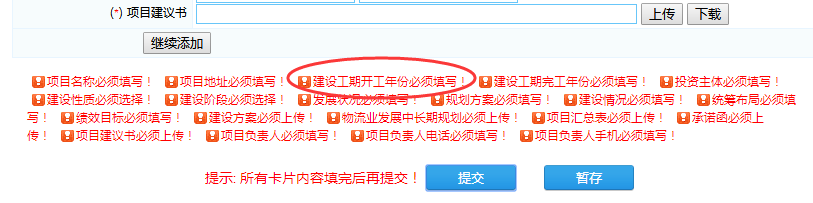 (*) 项目建议书 上传 下载
继续添加
项目名称必须填写！ 项目地址必须填写！ 建设工期开工年份必须填写！ 建设工期完工年份必须填写！ 投资主体必须填写！
建设性质必须选择！ 建设阶段必须选择！ 发展状况必须填写！ 规划方案必须填写！ 建设情况必须填写！ 统筹布局必须填
写！ 绩效目标必须填写！ 建设方案必须上传！ 物流业发展中长期规划必须上传！ 项目汇总表必须上传！ 承诺函必须上
传！ 项目建议书必须上传！ 项目负责人必须填写！ 项目负责人电话必须填写！ 项目负责人手机必须填写！
提示: 所有卡片内容填完后再提交！ 提交 暂存